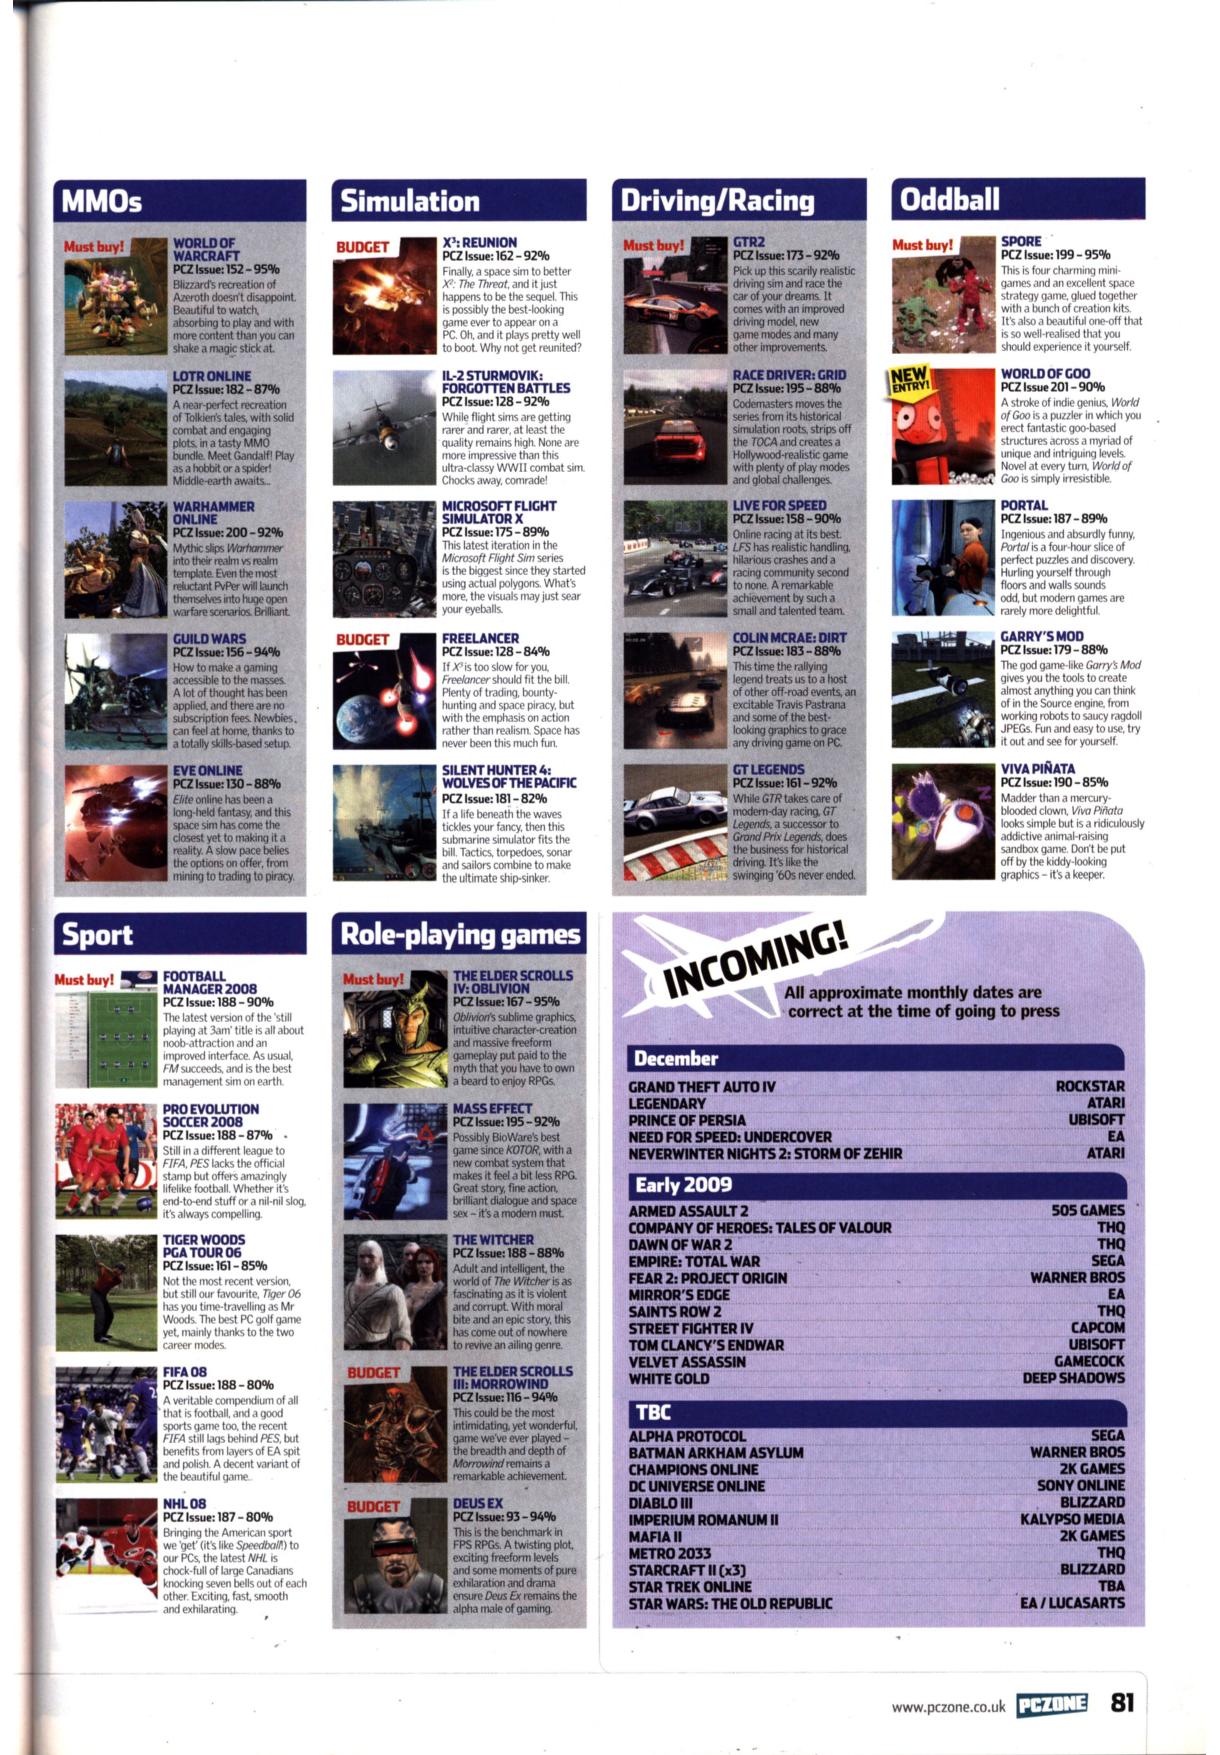 MMOs
Must buy!
WORLD OF
WARCRAFT
PCZ Issue: 152 – 95%
Blizzard's recreation of
Azeroth doesn't disappoint.
Beautiful to watch,
absorbing to play and with
more content than you can
shake a magic stick at.
LOTR ONLINE
PCZ Issue: 182 – 87%
A near-perfect recreation
of Tolkien's tales, with solid
combat and engaging
plots, in a tasty MMO
bundle. Meet Gandalf! Play
as a hobbit or a spider!
Middle-earth awaits...
WARHAMMER
ONLINE
PCZ Issue: 200 – 92%
Mythic slips Warhammer
into their realm vs realm
template. Even the most
reluctant PvPer will launch
themselves into huge open
warfare scenarios. Brilliant.
GUILD WARS
PCZ Issue: 156 – 94%
How to make a gaming
accessible to the masses.
A lot of thought has been
applied, and there are no
subscription fees. Newbies,
can feel at home, thanks to
a totally skills-based setup.
EVE ONLINE
PCZ Issue: 130 – 88%
Elite online has been a
long-held fantasy, and this
space sim has come the
closest yet to making it a
reality. A slow pace belies
the options on offer, from
mining to trading to piracy.
Simulation
BUDGET
X³: REUNION
PCZ Issue: 162 – 92%
Finally, a space sim to better
X²: The Threat, and it just
happens to be the sequel. This
is possibly the best-looking
game ever to appear on a
PC. Oh, and it plays pretty well
to boot. Why not get reunited?
IL-2 STURMOVIK:
FORGOTTEN BATTLES
PCZ Issue: 128 – 92%
While flight sims are getting
rarer and rarer, at least the
quality remains high. None are
more impressive than this
ultra-classy WWII combat sim.
Chocks away, comrade!
MICROSOFT FLIGHT
SIMULATOR X
PCZ Issue: 175 – 89%
This latest iteration in the
Microsoft Flight Sim series
is the biggest since they started
using actual polygons. What's
more, the visuals may just sear
your eyeballs.
BUDGET
FREELANCER
PCZ Issue: 128 – 84%
If X² is too slow for you,
Freelancer should fit the bill.
Plenty of trading, bounty-
hunting and space piracy, but
with the emphasis on action
rather than realism. Space has
never been this much fun.
SILENT HUNTER 4:
WOLVES OF THE PACIFIC
PCZ Issue: 181 – 82%
If a life beneath the waves
tickles your fancy, then this
submarine simulator fits the
bill. Tactics, torpedoes, sonar
and sailors combine to make
the ultimate ship-sinker.
Driving/Racing
Must buy!
GTR2
PCZ Issue: 173 – 92%
Pick up this scarily realistic
driving sim and race the
car of your dreams. It
comes with an improved
driving model, new
game modes and many
other improvements.
RACE DRIVER: GRID
PCZ Issue: 195 – 88%
Codemasters moves the
series from its historical
simulation roots, strips off
the TOCA and creates a
Hollywood-realistic game
with plenty of play modes
and global challenges.
LIVE FOR SPEED
PCZ Issue: 158 – 90%
Online racing at its best.
LFS has realistic handling,
hilarious crashes and a
racing community second
to none. A remarkable
achievement by such a
small and talented team.
COLIN MCRAE: DIRT
PCZ Issue: 183 – 88%
This time the rallying
legend treats us to a host
of other off-road events, an
excitable Travis Pastrana
and some of the best-
looking graphics to grace
any driving game on PC.
GT LEGENDS
PCZ Issue: 161 – 92%
While GTR takes care of
modern-day racing, GT
Legends, a successor to
Grand Prix Legends, does
the business for historical
driving. It's like the
swinging '60s never ended.
Oddball
Must buy!
SPORE
PCZ Issue: 199 – 95%
This is four charming mini-
games and an excellent space
strategy game, glued together
with a bunch of creation kits.
It's also a beautiful one-off that
is so well-realised that you
should experience it yourself.
NEW
ENTRY!
WORLD OF GOO
PCZ Issue 201 – 90%
A stroke of indie genius, World
of Goo is a puzzler in which you
erect fantastic goo-based
structures across a myriad of
unique and intriguing levels.
Novel at every turn, World of
Goo is simply irresistible.
PORTAL
PCZ Issue: 187 – 89%
Ingenious and absurdly funny,
Portal is a four-hour slice of
perfect puzzles and discovery.
Hurling yourself through
floors and walls sounds
odd, but modern games are
rarely more delightful.
GARRY'S MOD
PCZ Issue: 179 – 88%
The god game-like Garry's Mod
gives you the tools to create
almost anything you can think
of in the Source engine, from
working robots to saucy ragdoll
JPEGs. Fun and easy to use, try
it out and see for yourself.
VIVA PIÑATA
PCZ Issue: 190 – 85%
Madder than a mercury-
blooded clown, Viva Piñata
looks simple but is a ridiculously
addictive animal-raising
sandbox game. Don't be put
off by the kiddy-looking
graphics – it's a keeper.
Sport
Must buy!
FOOTBALL
MANAGER 2008
PCZ Issue: 188 – 90%
The latest version of the 'still
playing at 3am' title is all about
noob-attraction and an
improved interface. As usual,
FM succeeds, and is the best
management sim on earth.
PRO EVOLUTION
SOCCER 2008
PCZ Issue: 188 – 87%
Still in a different league to
FIFA, PES lacks the official
stamp but offers amazingly
lifelike football. Whether it's
end-to-end stuff or a nil-nil slog,
it's always compelling.
TIGER WOODS
PGA TOUR 06
PCZ Issue: 161 – 85%
Not the most recent version,
but still our favourite, Tiger 06
has you time-travelling as Mr
Woods. The best PC golf game
yet, mainly thanks to the two
career modes.
FIFA 08
PCZ Issue: 188 – 80%
A veritable compendium of all
that is football, and a good
sports game too, the recent
FIFA still lags behind PES, but
benefits from layers of EA spit
and polish. A decent variant of
the beautiful game..
NHL 08
PCZ Issue: 187 – 80%
Bringing the American sport
we 'get' (it's like Speedball!) to
our PCs, the latest NHL is
chock-full of large Canadians
knocking seven bells out of each
other. Exciting, fast, smooth
and exhilarating.
Role-playing games
Must buy!
THE ELDER SCROLLS
IV: OBLIVION
PCZ Issue: 167 – 95%
Oblivion's sublime graphics,
intuitive character-creation
and massive freeform
gameplay put paid to the
myth that you have to own
a beard to enjoy RPGs.
MASS EFFECT
PCZ Issue: 195 – 92%
Possibly BioWare's best
game since KOTOR, with a
new combat system that
makes it feel a bit less RPG.
Great story, fine action,
brilliant dialogue and space
sex – it's a modern must.
THE WITCHER
PCZ Issue: 188 – 88%
Adult and intelligent, the
world of The Witcher is as
fascinating as it is violent
and corrupt. With moral
bite and an epic story, this
has come out of nowhere
to revive an ailing genre.
BUDGET
THE ELDER SCROLLS
III: MORROWIND
PCZ Issue: 116 – 94%
This could be the most
intimidating, yet wonderful,
game we've ever played –
the breadth and depth of
Morrowind remains a
remarkable achievement.
BUDGET
DEUS EX
PCZ Issue: 93 – 94%
This is the benchmark in
FPS RPGs. A twisting plot,
exciting freeform levels
and some moments of pure
exhilaration and drama
ensure Deus Ex remains the
alpha male of gaming.
INCOMING!
All approximate monthly dates are
correct at the time of going to press
December
GRAND THEFT AUTO IV ROCKSTAR
LEGENDARY ATARI
PRINCE OF PERSIA UBISOFT
NEED FOR SPEED: UNDERCOVER EA
NEVERWINTER NIGHTS 2: STORM OF ZEHIR ATARI
Early 2009
ARMED ASSAULT 2 505 GAMES
COMPANY OF HEROES: TALES OF VALOUR THQ
DAWN OF WAR 2 THQ
EMPIRE: TOTAL WAR SEGA
FEAR 2: PROJECT ORIGIN WARNER BROS
MIRROR'S EDGE EA
SAINTS ROW 2 THQ
STREET FIGHTER IV CAPCOM
TOM CLANCY'S ENDWAR UBISOFT
VELVET ASSASSIN GAMECOCK
WHITE GOLD DEEP SHADOWS
TBC
ALPHA PROTOCOL SEGA
BATMAN ARKHAM ASYLUM WARNER BROS
CHAMPIONS ONLINE 2K GAMES
DC UNIVERSE ONLINE SONY ONLINE
DIABLO III BLIZZARD
IMPERIUM ROMANUM II KALYPSO MEDIA
MAFIA II 2K GAMES
METRO 2033 THQ
STARCRAFT II (x3) BLIZZARD
STAR TREK ONLINE TBA
STAR WARS: THE OLD REPUBLIC EA / LUCASARTS
www.pczone.co.uk PCZONE 81